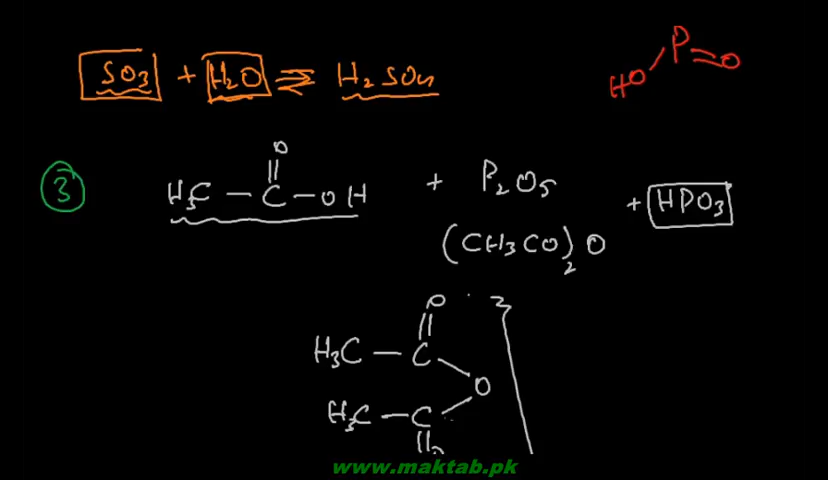 SO3 + H2O ⇌ H2SO4
HO P O
3
O
H3C — C — OH + P2O5
+ HPO3
(CH3CO)2O
O
H3C — C
O
H3C — C
www.maktab.pk